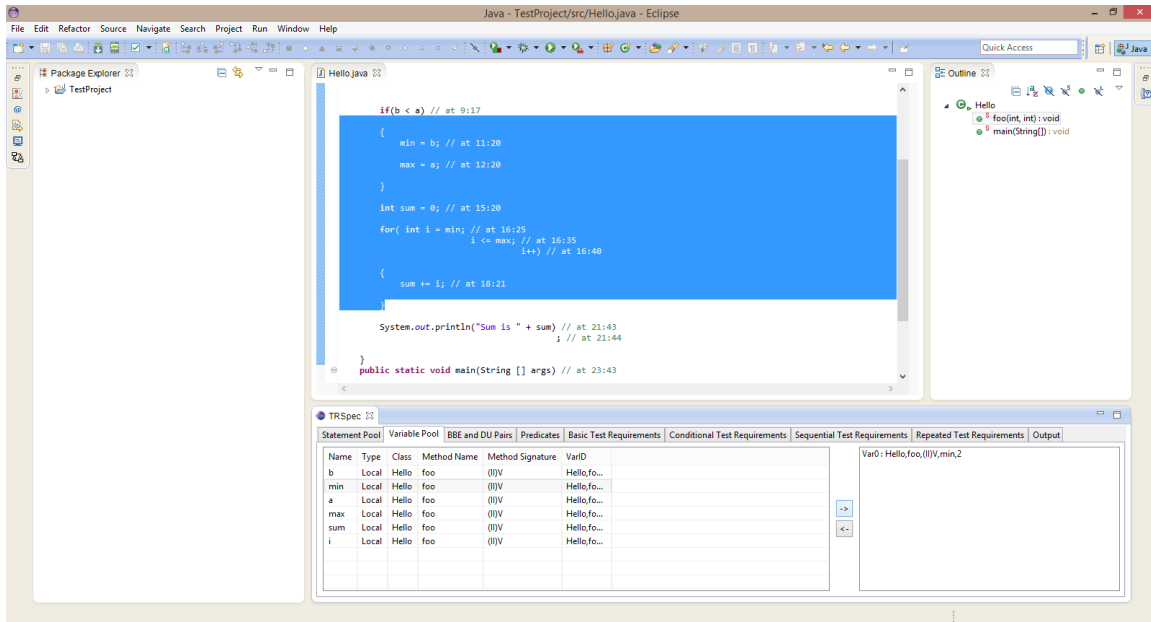 Java - TestProject/src/Hello.java - Eclipse
File Edit Refactor Source Navigate Search Project Run Window Help
Quick Access
Java
Package Explorer
TestProject
Hello.java
if(b < a) // at 9:17
{
min = b; // at 11:20
max = a; // at 12:20
}
int sum = 0; // at 15:20
for( int i = min; // at 16:25
i <= max; // at 16:35
i++) // at 16:40
{
sum += i; // at 18:21
}
System.out.println("Sum is " + sum) // at 21:43
; // at 21:44
}
public static void main(String [] args) // at 23:43
Outline
Hello
foo(int, int) : void
main(String[]) : void
TRSpec
Statement Pool Variable Pool BBE and DU Pairs Predicates Basic Test Requirements Conditional Test Requirements Sequential Test Requirements Repeated Test Requirements Output
Name Type Class Method Name Method Signature VarID
b Local Hello foo (II)V Hello,fo...
min Local Hello foo (II)V Hello,fo...
a Local Hello foo (II)V Hello,fo...
max Local Hello foo (II)V Hello,fo...
sum Local Hello foo (II)V Hello,fo...
i Local Hello foo (II)V Hello,fo...
->
<-
Var0 : Hello,foo,(II)V,min,2